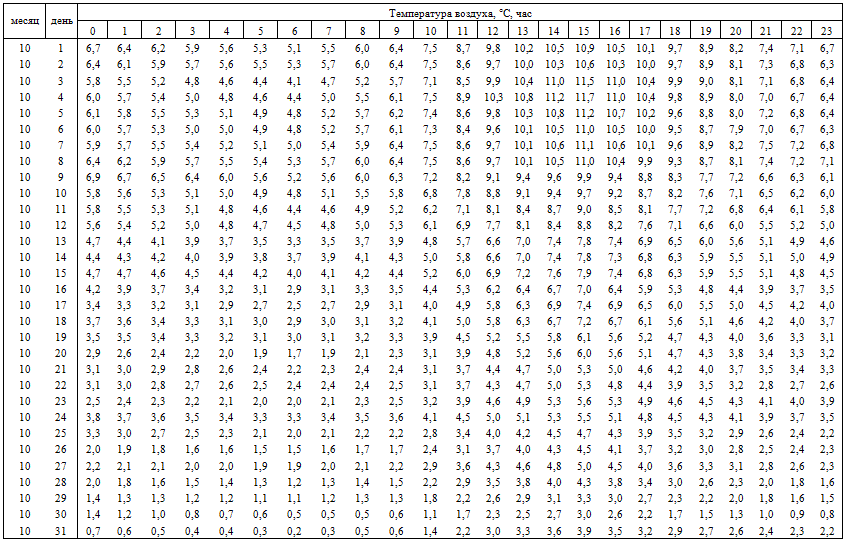 месяц день Температура воздуха, °С, час
0 1 2 3 4 5 6 7 8 9 10 11 12 13 14 15 16 17 18 19 20 21 22 23
10 1 6,7 6,4 6,2 5,9 5,6 5,3 5,1 5,5 6,0 6,4 7,5 8,7 9,8 10,2 10,5 10,9 10,5 10,1 9,7 8,9 8,2 7,4 7,1 6,7
10 2 6,4 6,1 5,9 5,7 5,6 5,5 5,3 5,7 6,0 6,4 7,5 8,6 9,7 10,0 10,3 10,6 10,3 10,0 9,7 8,9 8,1 7,3 6,8 6,3
10 3 5,8 5,5 5,2 4,8 4,6 4,4 4,1 4,7 5,2 5,7 7,1 8,5 9,9 10,4 11,0 11,5 11,0 10,4 9,9 9,0 8,1 7,1 6,8 6,4
10 4 6,0 5,7 5,4 5,0 4,8 4,6 4,4 5,0 5,5 6,1 7,5 8,9 10,3 10,8 11,2 11,7 11,0 10,4 9,8 8,9 8,0 7,0 6,7 6,4
10 5 6,1 5,8 5,5 5,3 5,1 4,9 4,8 5,2 5,7 6,2 7,4 8,6 9,8 10,3 10,8 11,2 10,7 10,2 9,6 8,8 8,0 7,2 6,8 6,4
10 6 6,0 5,7 5,3 5,0 5,0 4,9 4,8 5,2 5,7 6,1 7,3 8,4 9,6 10,1 10,5 11,0 10,5 10,0 9,5 8,7 7,9 7,0 6,7 6,3
10 7 5,9 5,7 5,5 5,4 5,2 5,1 5,0 5,4 5,9 6,4 7,5 8,6 9,7 10,1 10,6 11,1 10,6 10,1 9,6 8,9 8,2 7,5 7,2 6,8
10 8 6,4 6,2 5,9 5,7 5,5 5,4 5,3 5,7 6,0 6,4 7,5 8,6 9,7 10,1 10,5 11,0 10,4 9,9 9,3 8,7 8,1 7,4 7,2 7,1
10 9 6,9 6,7 6,5 6,4 6,0 5,6 5,2 5,6 6,0 6,3 7,2 8,2 9,1 9,4 9,6 9,9 9,4 8,8 8,3 7,7 7,2 6,6 6,3 6,1
10 10 5,8 5,6 5,3 5,1 5,0 4,9 4,8 5,1 5,5 5,8 6,8 7,8 8,8 9,1 9,4 9,7 9,2 8,7 8,2 7,6 7,1 6,5 6,2 6,0
10 11 5,8 5,5 5,3 5,1 4,8 4,6 4,4 4,6 4,9 5,2 6,2 7,1 8,1 8,4 8,7 9,0 8,5 8,1 7,7 7,2 6,8 6,4 6,1 5,8
10 12 5,6 5,4 5,2 5,0 4,8 4,7 4,5 4,8 5,0 5,3 6,1 6,9 7,7 8,1 8,4 8,8 8,2 7,6 7,1 6,6 6,0 5,5 5,2 5,0
10 13 4,7 4,4 4,1 3,9 3,7 3,5 3,3 3,5 3,7 3,9 4,8 5,7 6,6 7,0 7,4 7,8 7,4 6,9 6,5 6,0 5,6 5,1 4,9 4,6
10 14 4,4 4,3 4,2 4,0 3,9 3,8 3,7 3,9 4,1 4,3 5,0 5,8 6,6 7,0 7,4 7,8 7,3 6,8 6,3 5,9 5,5 5,1 5,0 4,9
10 15 4,7 4,7 4,6 4,5 4,4 4,2 4,0 4,1 4,2 4,4 5,2 6,0 6,9 7,2 7,6 7,9 7,4 6,8 6,3 5,9 5,5 5,1 4,8 4,5
10 16 4,2 3,9 3,7 3,4 3,2 3,1 2,9 3,1 3,3 3,5 4,4 5,3 6,2 6,4 6,7 7,0 6,4 5,9 5,3 4,8 4,4 3,9 3,7 3,5
10 17 3,4 3,3 3,2 3,1 2,9 2,7 2,5 2,7 2,9 3,1 4,0 4,9 5,8 6,3 6,9 7,4 6,9 6,5 6,0 5,5 5,0 4,5 4,2 4,0
10 18 3,7 3,6 3,4 3,3 3,1 3,0 2,9 3,0 3,1 3,2 4,1 5,0 5,8 6,3 6,7 7,2 6,7 6,1 5,6 5,1 4,6 4,2 4,0 3,7
10 19 3,5 3,5 3,4 3,3 3,2 3,1 3,0 3,1 3,2 3,3 3,9 4,5 5,2 5,5 5,8 6,1 5,6 5,2 4,7 4,3 4,0 3,6 3,3 3,1
10 20 2,9 2,6 2,4 2,2 2,0 1,9 1,7 1,9 2,1 2,3 3,1 3,9 4,8 5,2 5,6 6,0 5,6 5,1 4,7 4,3 3,8 3,4 3,3 3,2
10 21 3,1 3,0 2,9 2,8 2,6 2,4 2,2 2,3 2,4 2,4 3,1 3,7 4,4 4,7 5,0 5,3 5,0 4,6 4,2 4,0 3,7 3,5 3,4 3,3
10 22 3,1 3,0 2,8 2,7 2,6 2,5 2,4 2,4 2,4 2,5 3,1 3,7 4,3 4,7 5,0 5,3 4,8 4,4 3,9 3,5 3,2 2,8 2,7 2,6
10 23 2,5 2,4 2,3 2,2 2,1 2,0 2,0 2,1 2,3 2,5 3,2 3,9 4,6 4,9 5,3 5,6 5,3 4,9 4,6 4,5 4,3 4,1 4,0 3,9
10 24 3,8 3,7 3,6 3,5 3,4 3,3 3,3 3,4 3,5 3,6 4,1 4,5 5,0 5,1 5,3 5,5 5,1 4,8 4,5 4,3 4,1 3,9 3,7 3,5
10 25 3,3 3,0 2,7 2,5 2,3 2,1 2,0 2,1 2,2 2,2 2,8 3,4 4,0 4,2 4,5 4,7 4,3 3,9 3,5 3,2 2,9 2,6 2,4 2,2
10 26 2,0 1,9 1,8 1,6 1,6 1,5 1,5 1,6 1,7 1,7 2,4 3,1 3,7 4,0 4,3 4,5 4,1 3,7 3,2 3,0 2,8 2,5 2,4 2,3
10 27 2,2 2,1 2,1 2,0 2,0 1,9 1,9 2,0 2,1 2,2 2,9 3,6 4,3 4,6 4,8 5,0 4,5 4,0 3,6 3,3 3,1 2,8 2,6 2,3
10 28 2,0 1,8 1,6 1,5 1,4 1,3 1,2 1,3 1,4 1,5 2,2 2,9 3,5 3,8 4,0 4,3 3,8 3,4 3,0 2,6 2,3 2,0 1,8 1,6
10 29 1,4 1,3 1,3 1,2 1,2 1,1 1,1 1,2 1,3 1,3 1,8 2,2 2,6 2,9 3,1 3,3 3,0 2,7 2,3 2,2 2,0 1,8 1,6 1,5
10 30 1,4 1,2 1,0 0,8 0,7 0,6 0,5 0,5 0,5 0,6 1,1 1,7 2,3 2,5 2,7 3,0 2,6 2,2 1,7 1,5 1,3 1,0 0,9 0,8
10 31 0,7 0,6 0,5 0,4 0,4 0,3 0,2 0,3 0,5 0,6 1,4 2,2 3,0 3,3 3,6 3,9 3,5 3,2 2,9 2,7 2,6 2,4 2,3 2,2